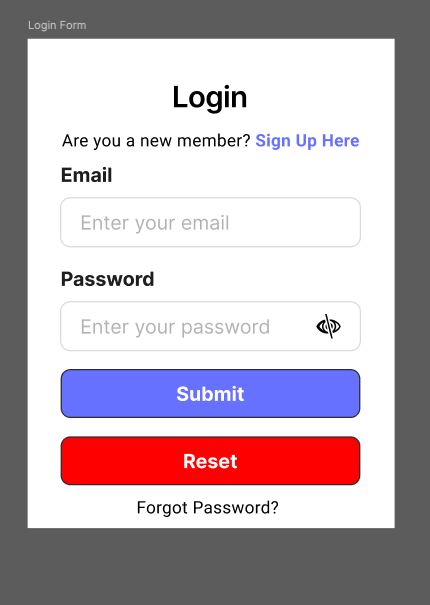 Login Form
Login
Are you a new member? Sign Up Here
Email
Enter your email
Password
Enter your password
Submit
Reset
Forgot Password?